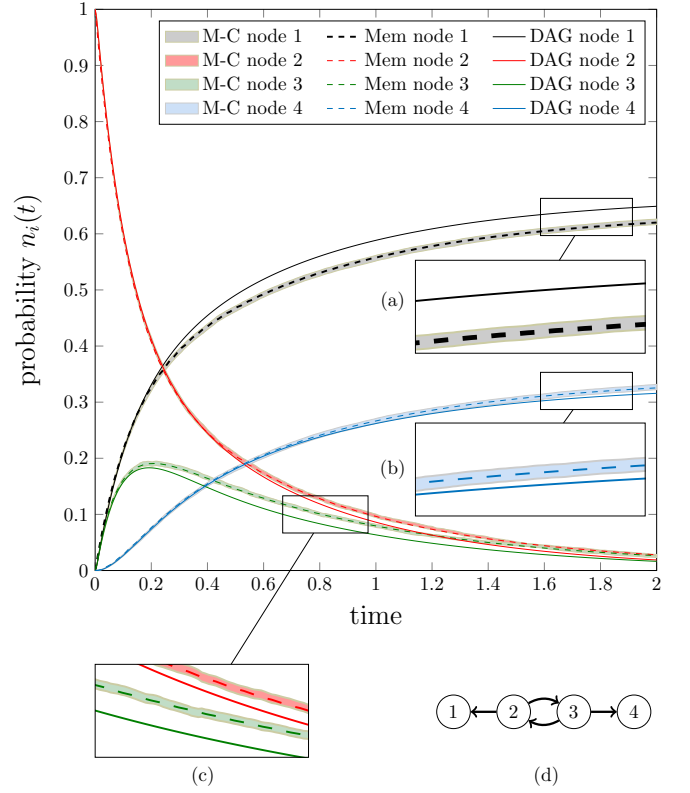 1
M-C node 1 Mem node 1 DAG node 1
M-C node 2 Mem node 2 DAG node 2
M-C node 3 Mem node 3 DAG node 3
M-C node 4 Mem node 4 DAG node 4
0.9
0.8
0.7
0.6
0.5
0.4
0.3
0.2
0.1
0
probability n_i(t)
(a)
(b)
0 0.2 0.4 0.6 0.8 1 1.2 1.4 1.6 1.8 2
time
1 2 3 4
(c) (d)